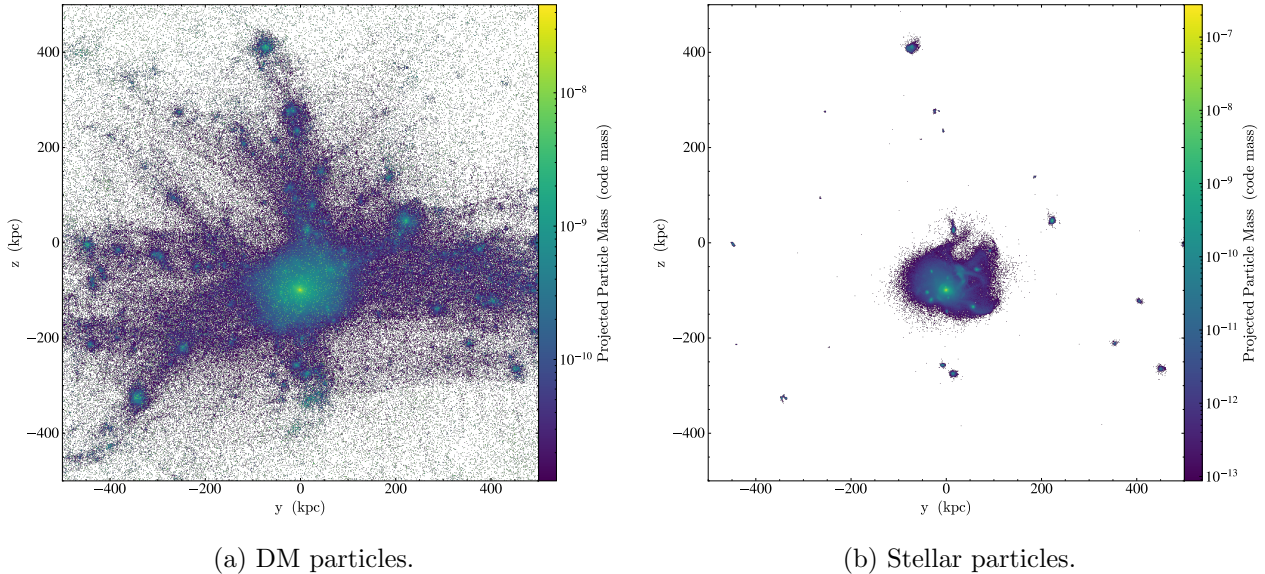 400
200
0
−200
−400
z (kpc)
−400 −200 0 200 400
y (kpc)
10⁻⁸
10⁻⁹
10⁻¹⁰
Projected Particle Mass (code mass)
400
200
0
−200
−400
z (kpc)
−400 −200 0 200 400
y (kpc)
10⁻⁷
10⁻⁸
10⁻⁹
10⁻¹⁰
10⁻¹¹
10⁻¹²
10⁻¹³
Projected Particle Mass (code mass)
(a) DM particles.
(b) Stellar particles.